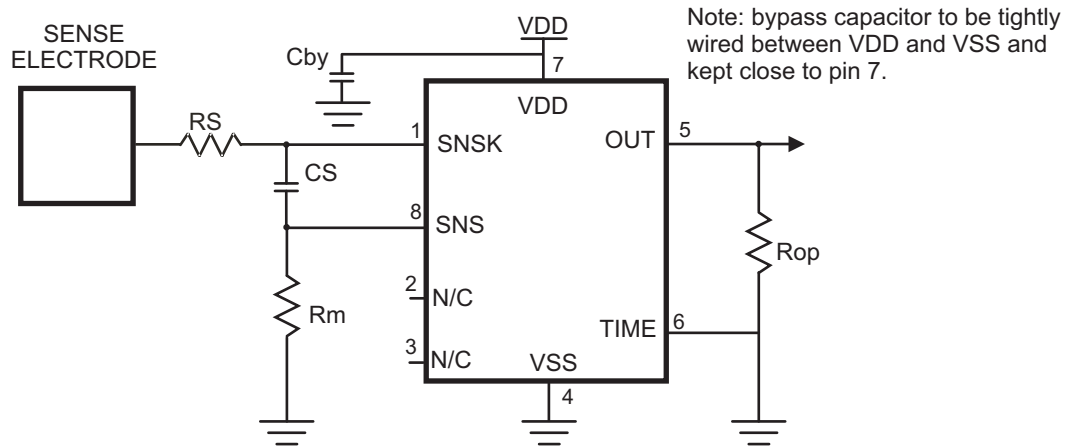 SENSE
ELECTRODE
RS
CS
Rm
Cby
VDD
7
VDD
1
SNSK
8
SNS
2
N/C
3
N/C
VSS
4
OUT
5
TIME
6
Rop
Note: bypass capacitor to be tightly
wired between VDD and VSS and
kept close to pin 7.